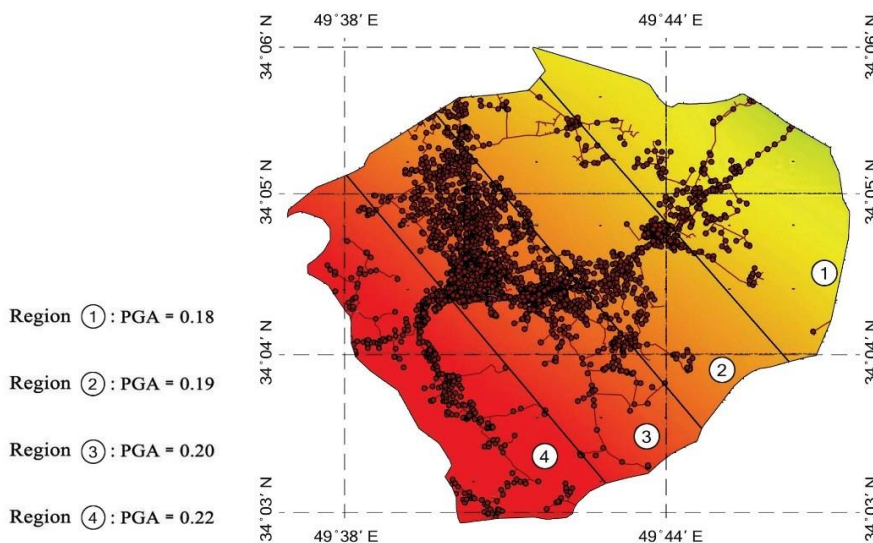 49°38′ E
49°44′ E
34°06′ N
34°06′ N
34°05′ N
34°05′ N
1
Region 1 : PGA = 0.18
34°04′ N
34°04′ N
2
Region 2 : PGA = 0.19
3
Region 3 : PGA = 0.20
4
Region 4 : PGA = 0.22
34°03′ N
34°03′ N
49°38′ E
49°44′ E